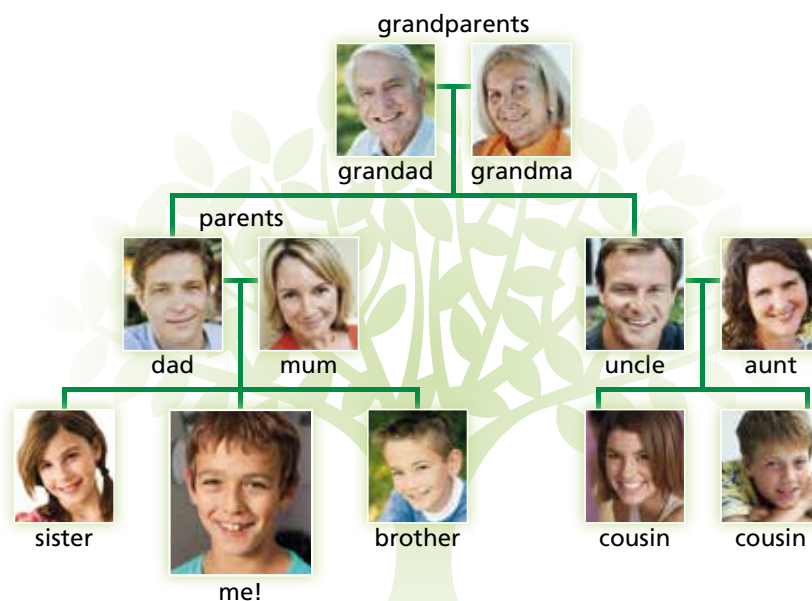 grandparents
grandad grandma
parents
dad mum uncle aunt
sister brother cousin cousin
me!